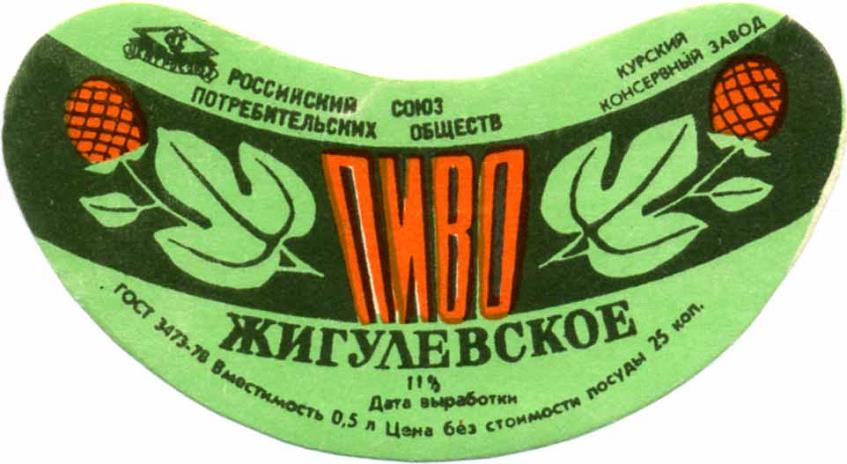 РОССИЙСКИЙ СОЮЗ
ПОТРЕБИТЕЛЬСКИХ ОБЩЕСТВ
КУРСКИЙ
КОНСЕРВНЫЙ ЗАВОД
ПИВО
ЖИГУЛЕВСКОЕ
11%
Дата выработки
ГОСТ 3473-78 Вместимость 0,5 л Цена без стоимости посуды 25 коп.